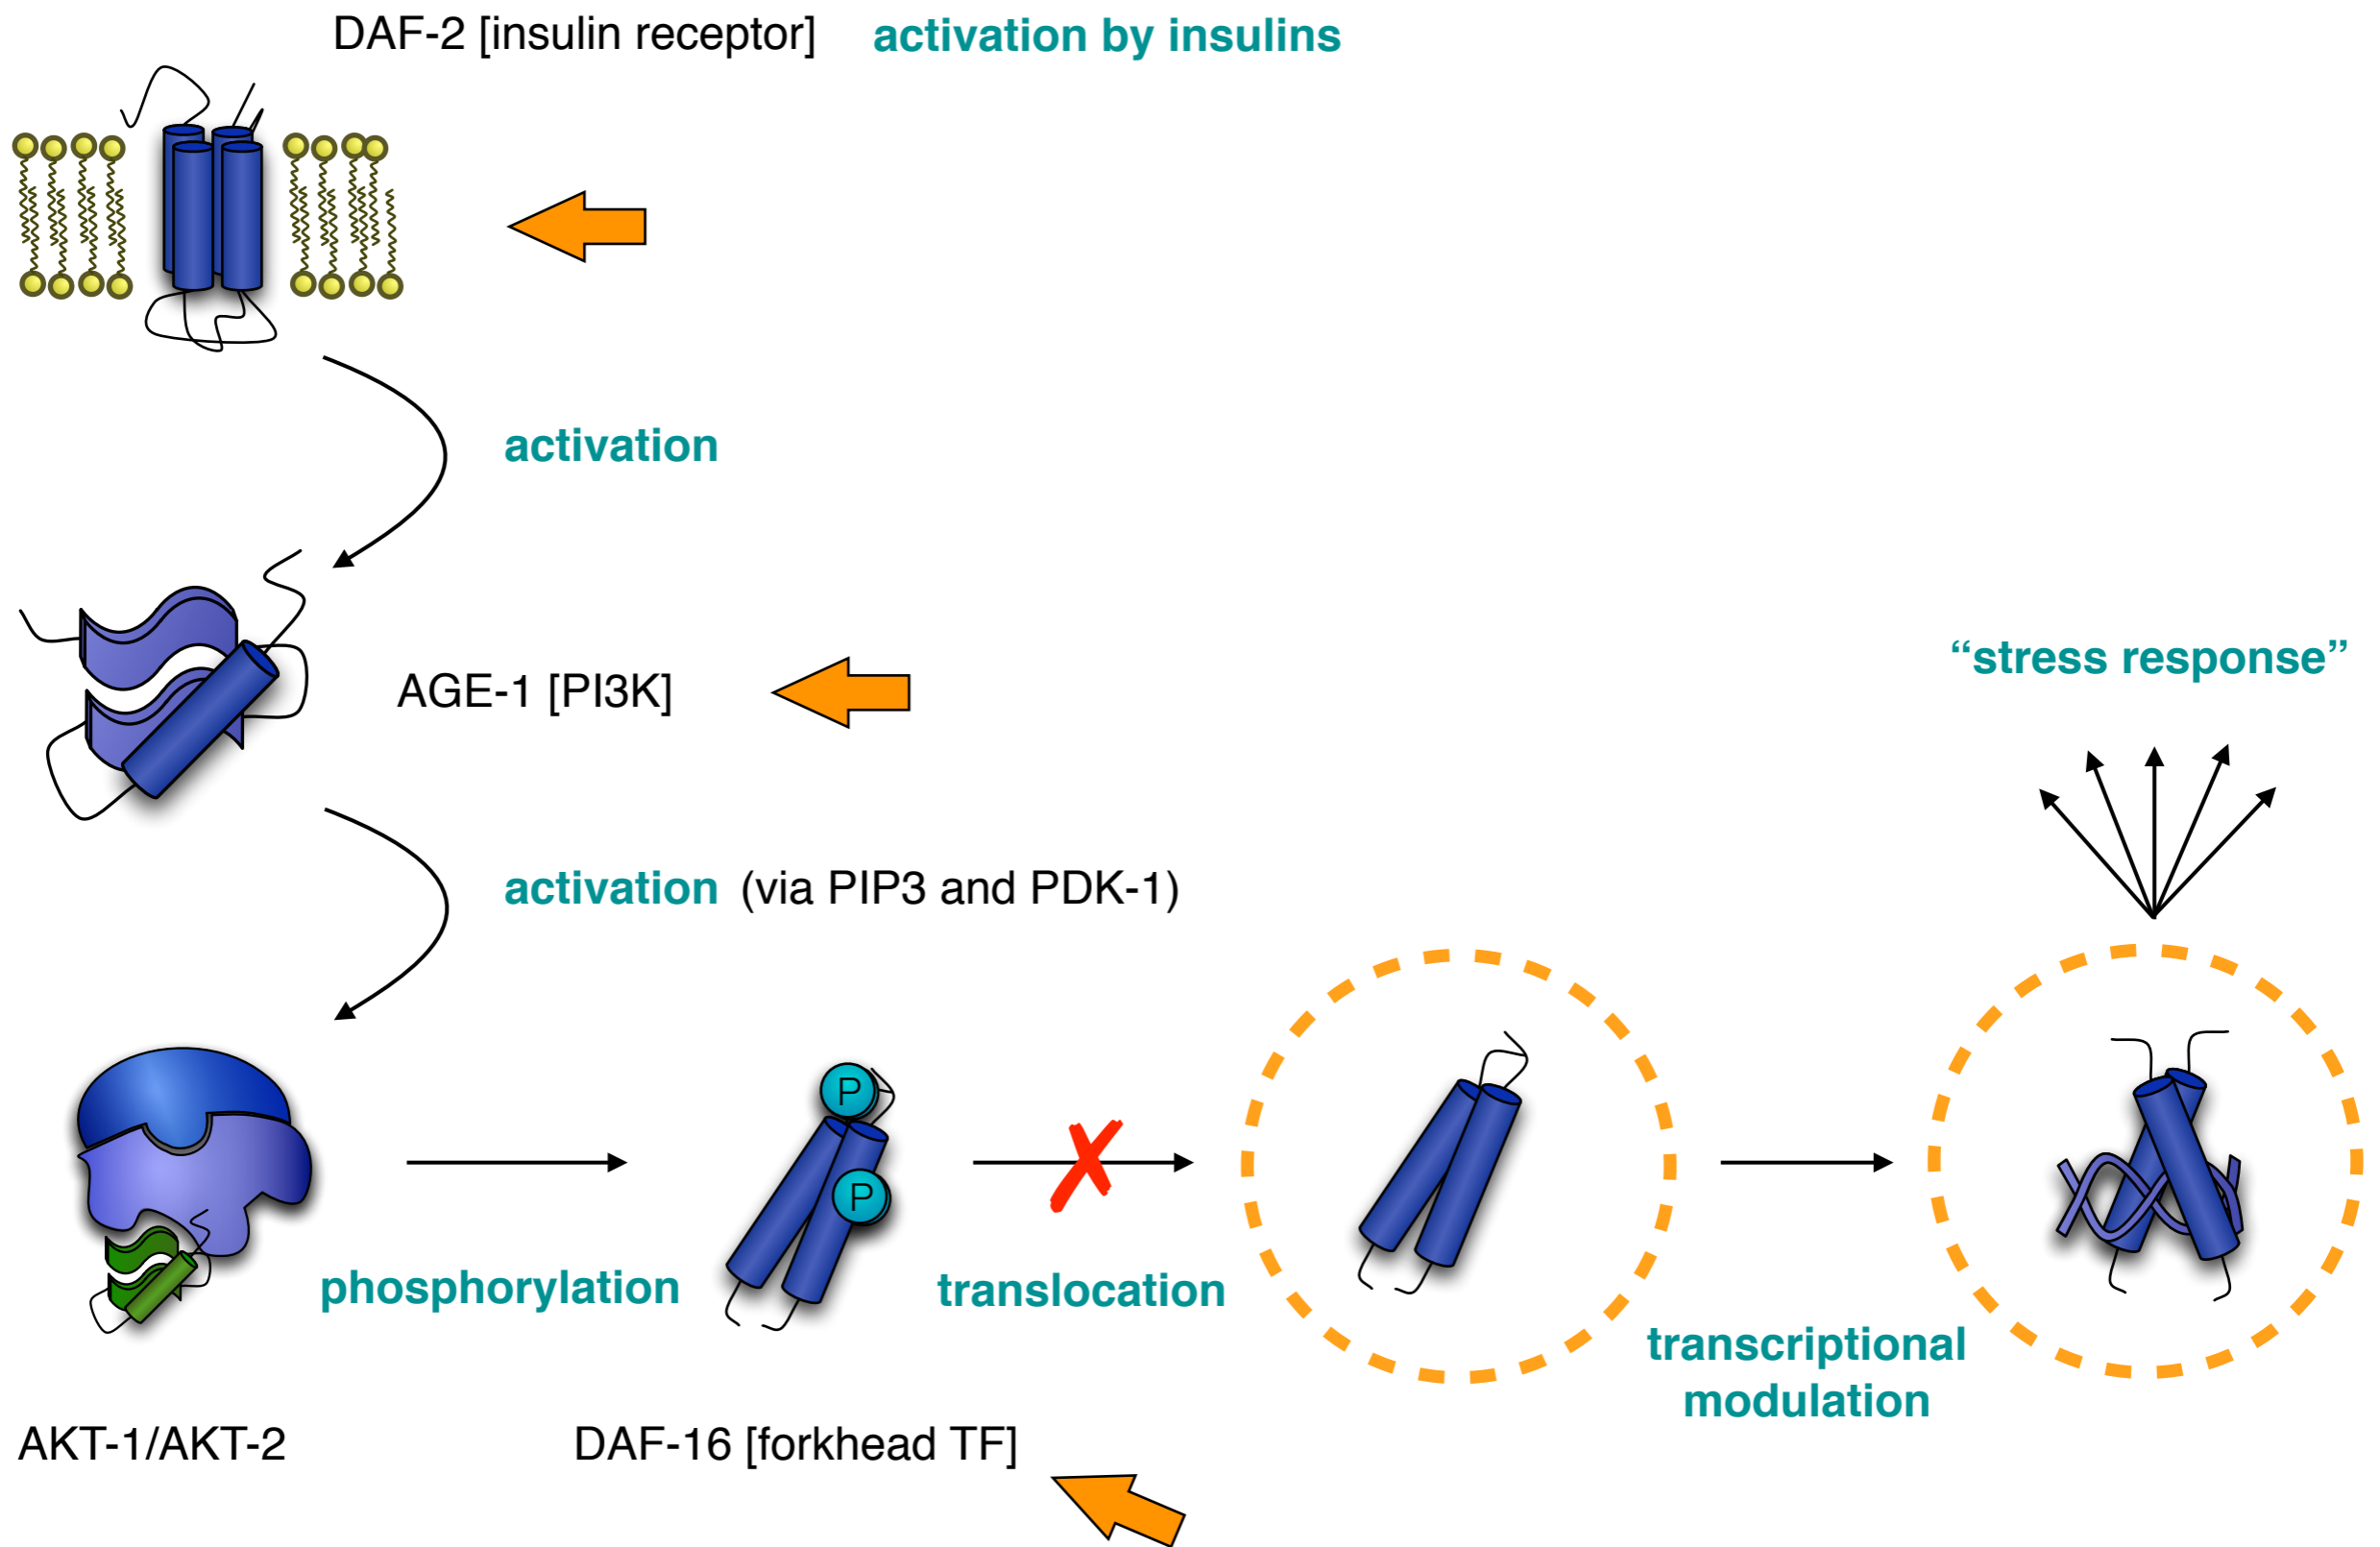 DAF-2 [insulin receptor] activation by insulins
activation
AGE-1 [PI3K]
“stress response”
activation (via PIP3 and PDK-1)
P
P
phosphorylation
translocation
transcriptional
modulation
AKT-1/AKT-2
DAF-16 [forkhead TF]